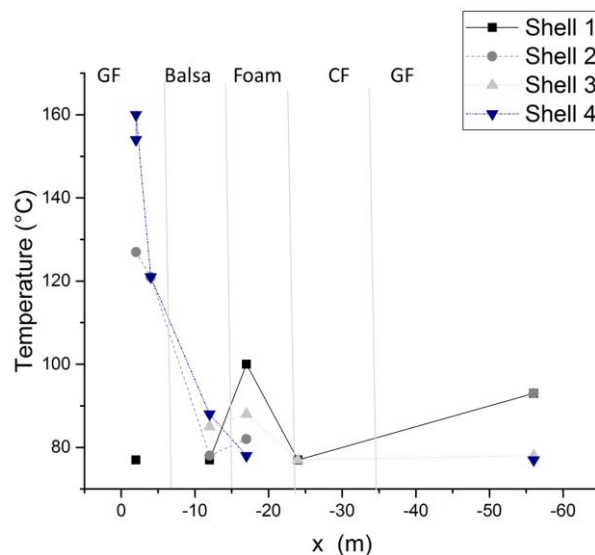 Shell 1
Shell 2
Shell 3
Shell 4
GF Balsa Foam CF GF
160
140
120
100
80
Temperature (°C)
0 -10 -20 -30 -40 -50 -60
x (m)